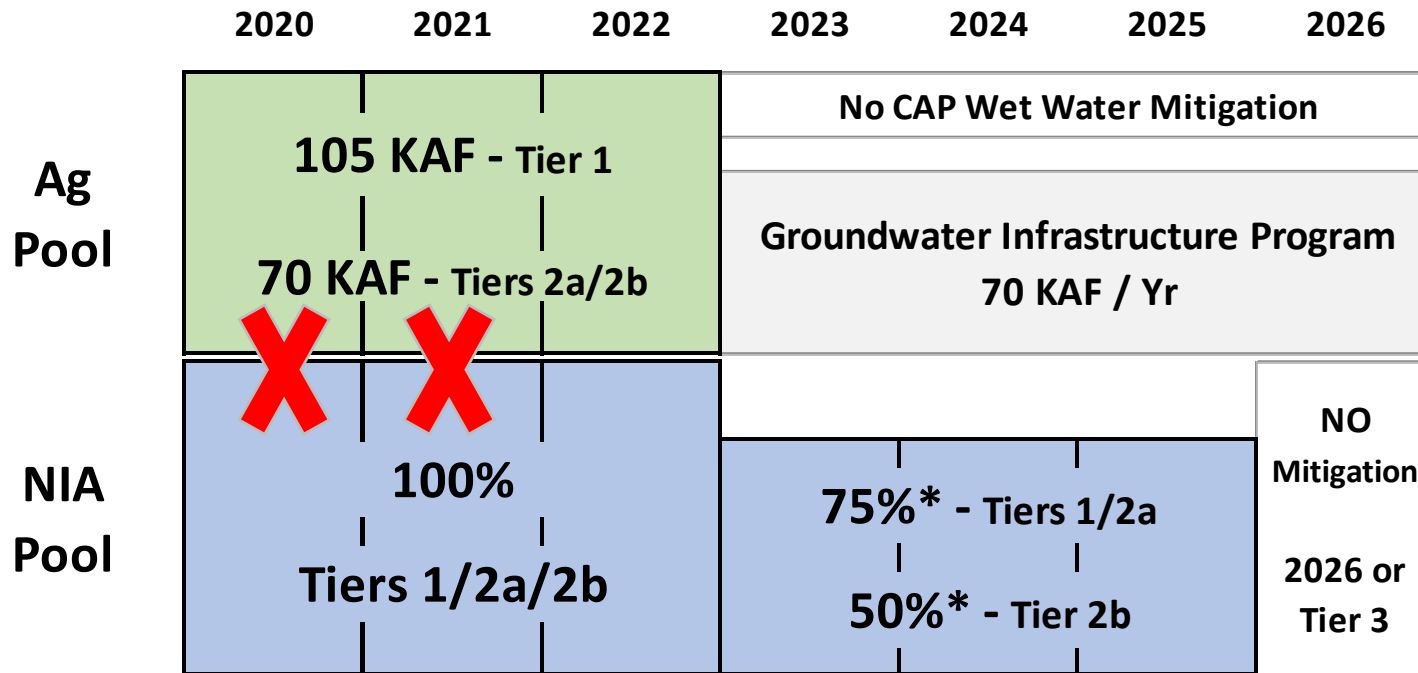 2020 2021 2022 2023 2024 2025 2026
Ag
Pool
105 KAF - Tier 1
70 KAF - Tiers 2a/2b
No CAP Wet Water Mitigation
Groundwater Infrastructure Program
70 KAF / Yr
NIA
Pool
100%
Tiers 1/2a/2b
75%* - Tiers 1/2a
50%* - Tier 2b
NO
Mitigation
2026 or
Tier 3